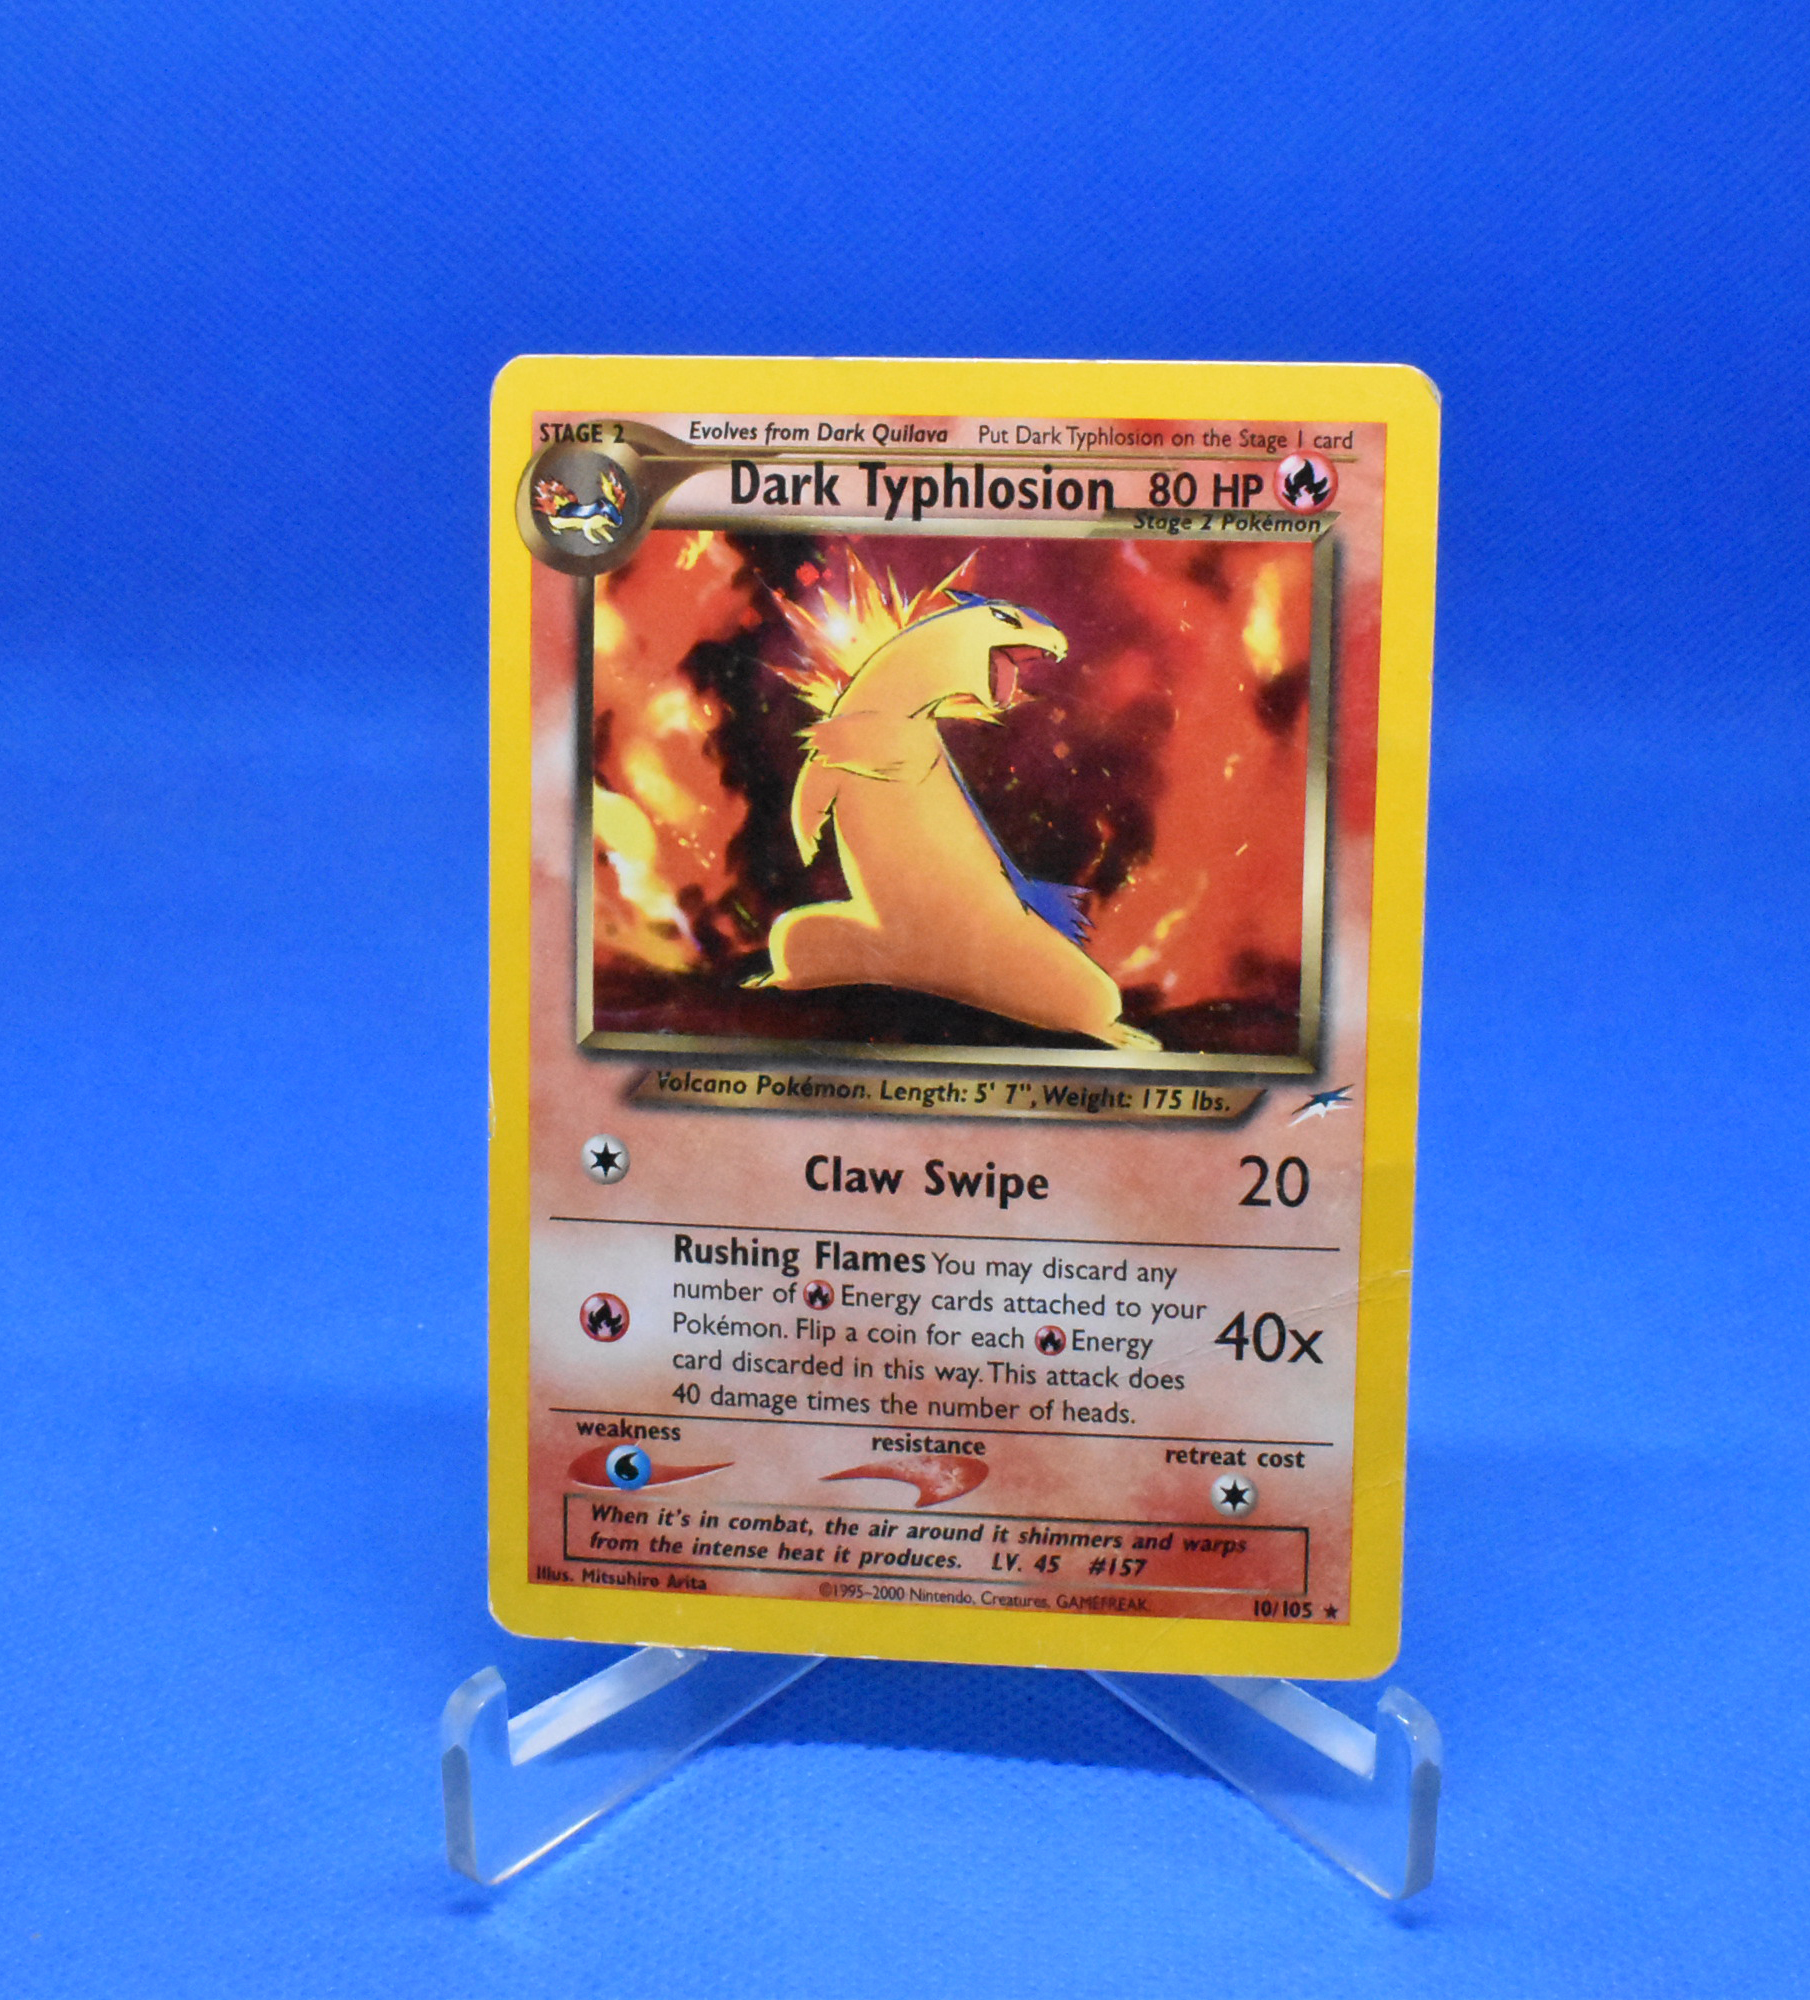 STAGE 2 Evolves from Dark Quilava Put Dark Typhlosion on the Stage 1 card
Dark Typhlosion 80 HP
Stage 2 Pokémon
Volcano Pokémon. Length: 5' 7", Weight: 175 lbs.
Claw Swipe 20
Rushing Flames You may discard any
number of Energy cards attached to your
Pokémon. Flip a coin for each Energy
card discarded in this way. This attack does
40 damage times the number of heads.
40x
weakness resistance retreat cost
When it's in combat, the air around it shimmers and warps
from the intense heat it produces. LV. 45 #157
Illus. Mitsuhiro Arita ©1995–2000 Nintendo, Creatures, GAMEFREAK. 10/105 ★